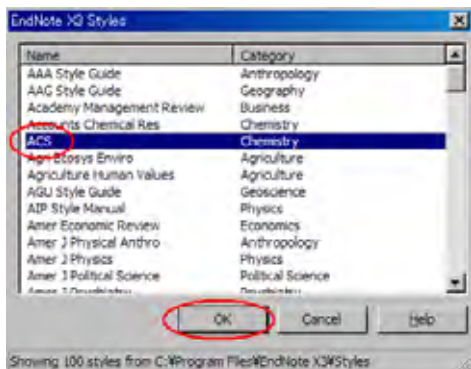 EndNote X3 Styles
Name Category
AAA Style Guide Anthropology
AAG Style Guide Geography
Academy Management Review Business
Accounts Chemical Res Chemistry
ACS Chemistry
Agri Ecosys Enviro Agriculture
Agriculture Human Values Agriculture
AGU Style Guide Geoscience
AIP Style Manual Physics
Amer Economic Review Economics
Amer J Physical Anthro Anthropology
Amer J Physics Physics
Amer J Political Science Political Science
Amer J Psychiatry Psychiatry
OK Cancel Help
Showing 100 styles from C:¥Program Files¥EndNote X3¥Styles